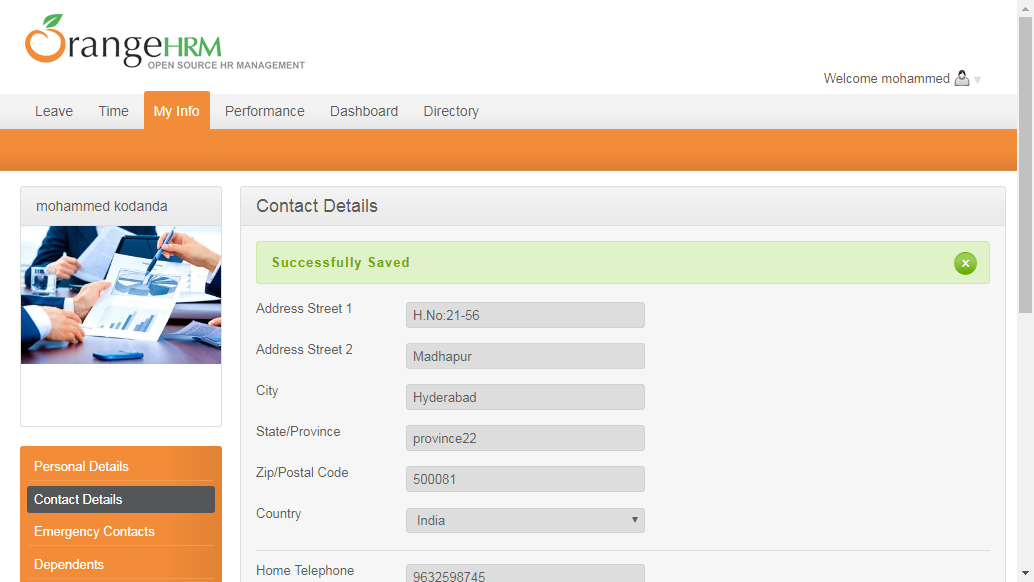 OrangeHRM
OPEN SOURCE HR MANAGEMENT
Welcome mohammed
Leave Time My Info Performance Dashboard Directory
mohammed kodanda
Personal Details
Contact Details
Emergency Contacts
Dependents
Contact Details
Successfully Saved
Address Street 1 H.No:21-56
Address Street 2 Madhapur
City Hyderabad
State/Province province22
Zip/Postal Code 500081
Country India
Home Telephone 9632598745